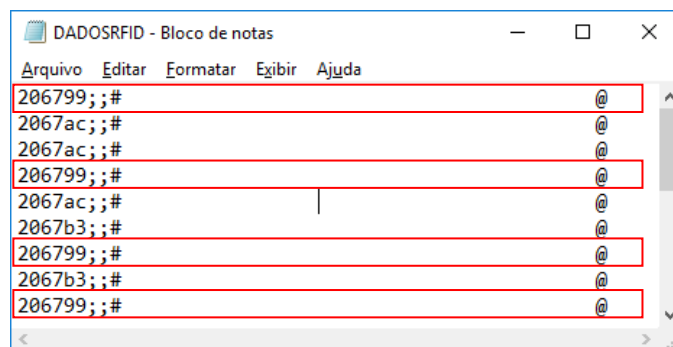 DADOSRFID - Bloco de notas
Arquivo Editar Formatar Exibir Ajuda
206799;;# @
2067ac;;# @
2067ac;;# @
206799;;# @
2067ac;;# @
2067b3;;# @
206799;;# @
2067b3;;# @
206799;;# @